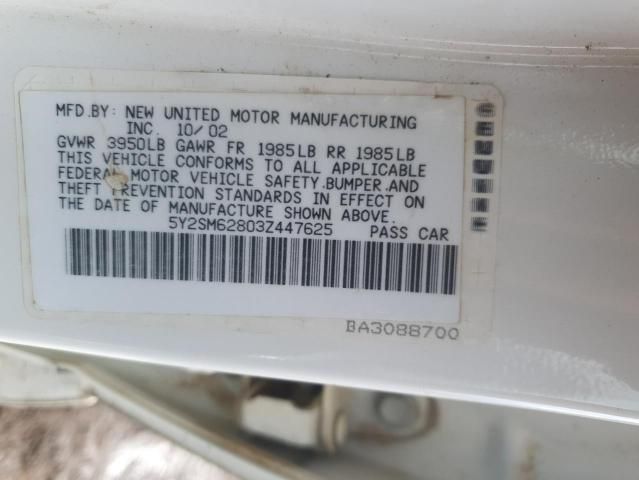 MFD.BY: NEW UNITED MOTOR MANUFACTURING
INC. 10/02
GVWR 3950LB GAWR FR 1985LB RR 1985LB
THIS VEHICLE CONFORMS TO ALL APPLICABLE
FEDERAL MOTOR VEHICLE SAFETY.BUMPER.AND
THEFT PREVENTION STANDARDS IN EFFECT ON
THE DATE OF MANUFACTURE SHOWN ABOVE.
5Y2SM62803Z447625 PASS CAR
BA3088700